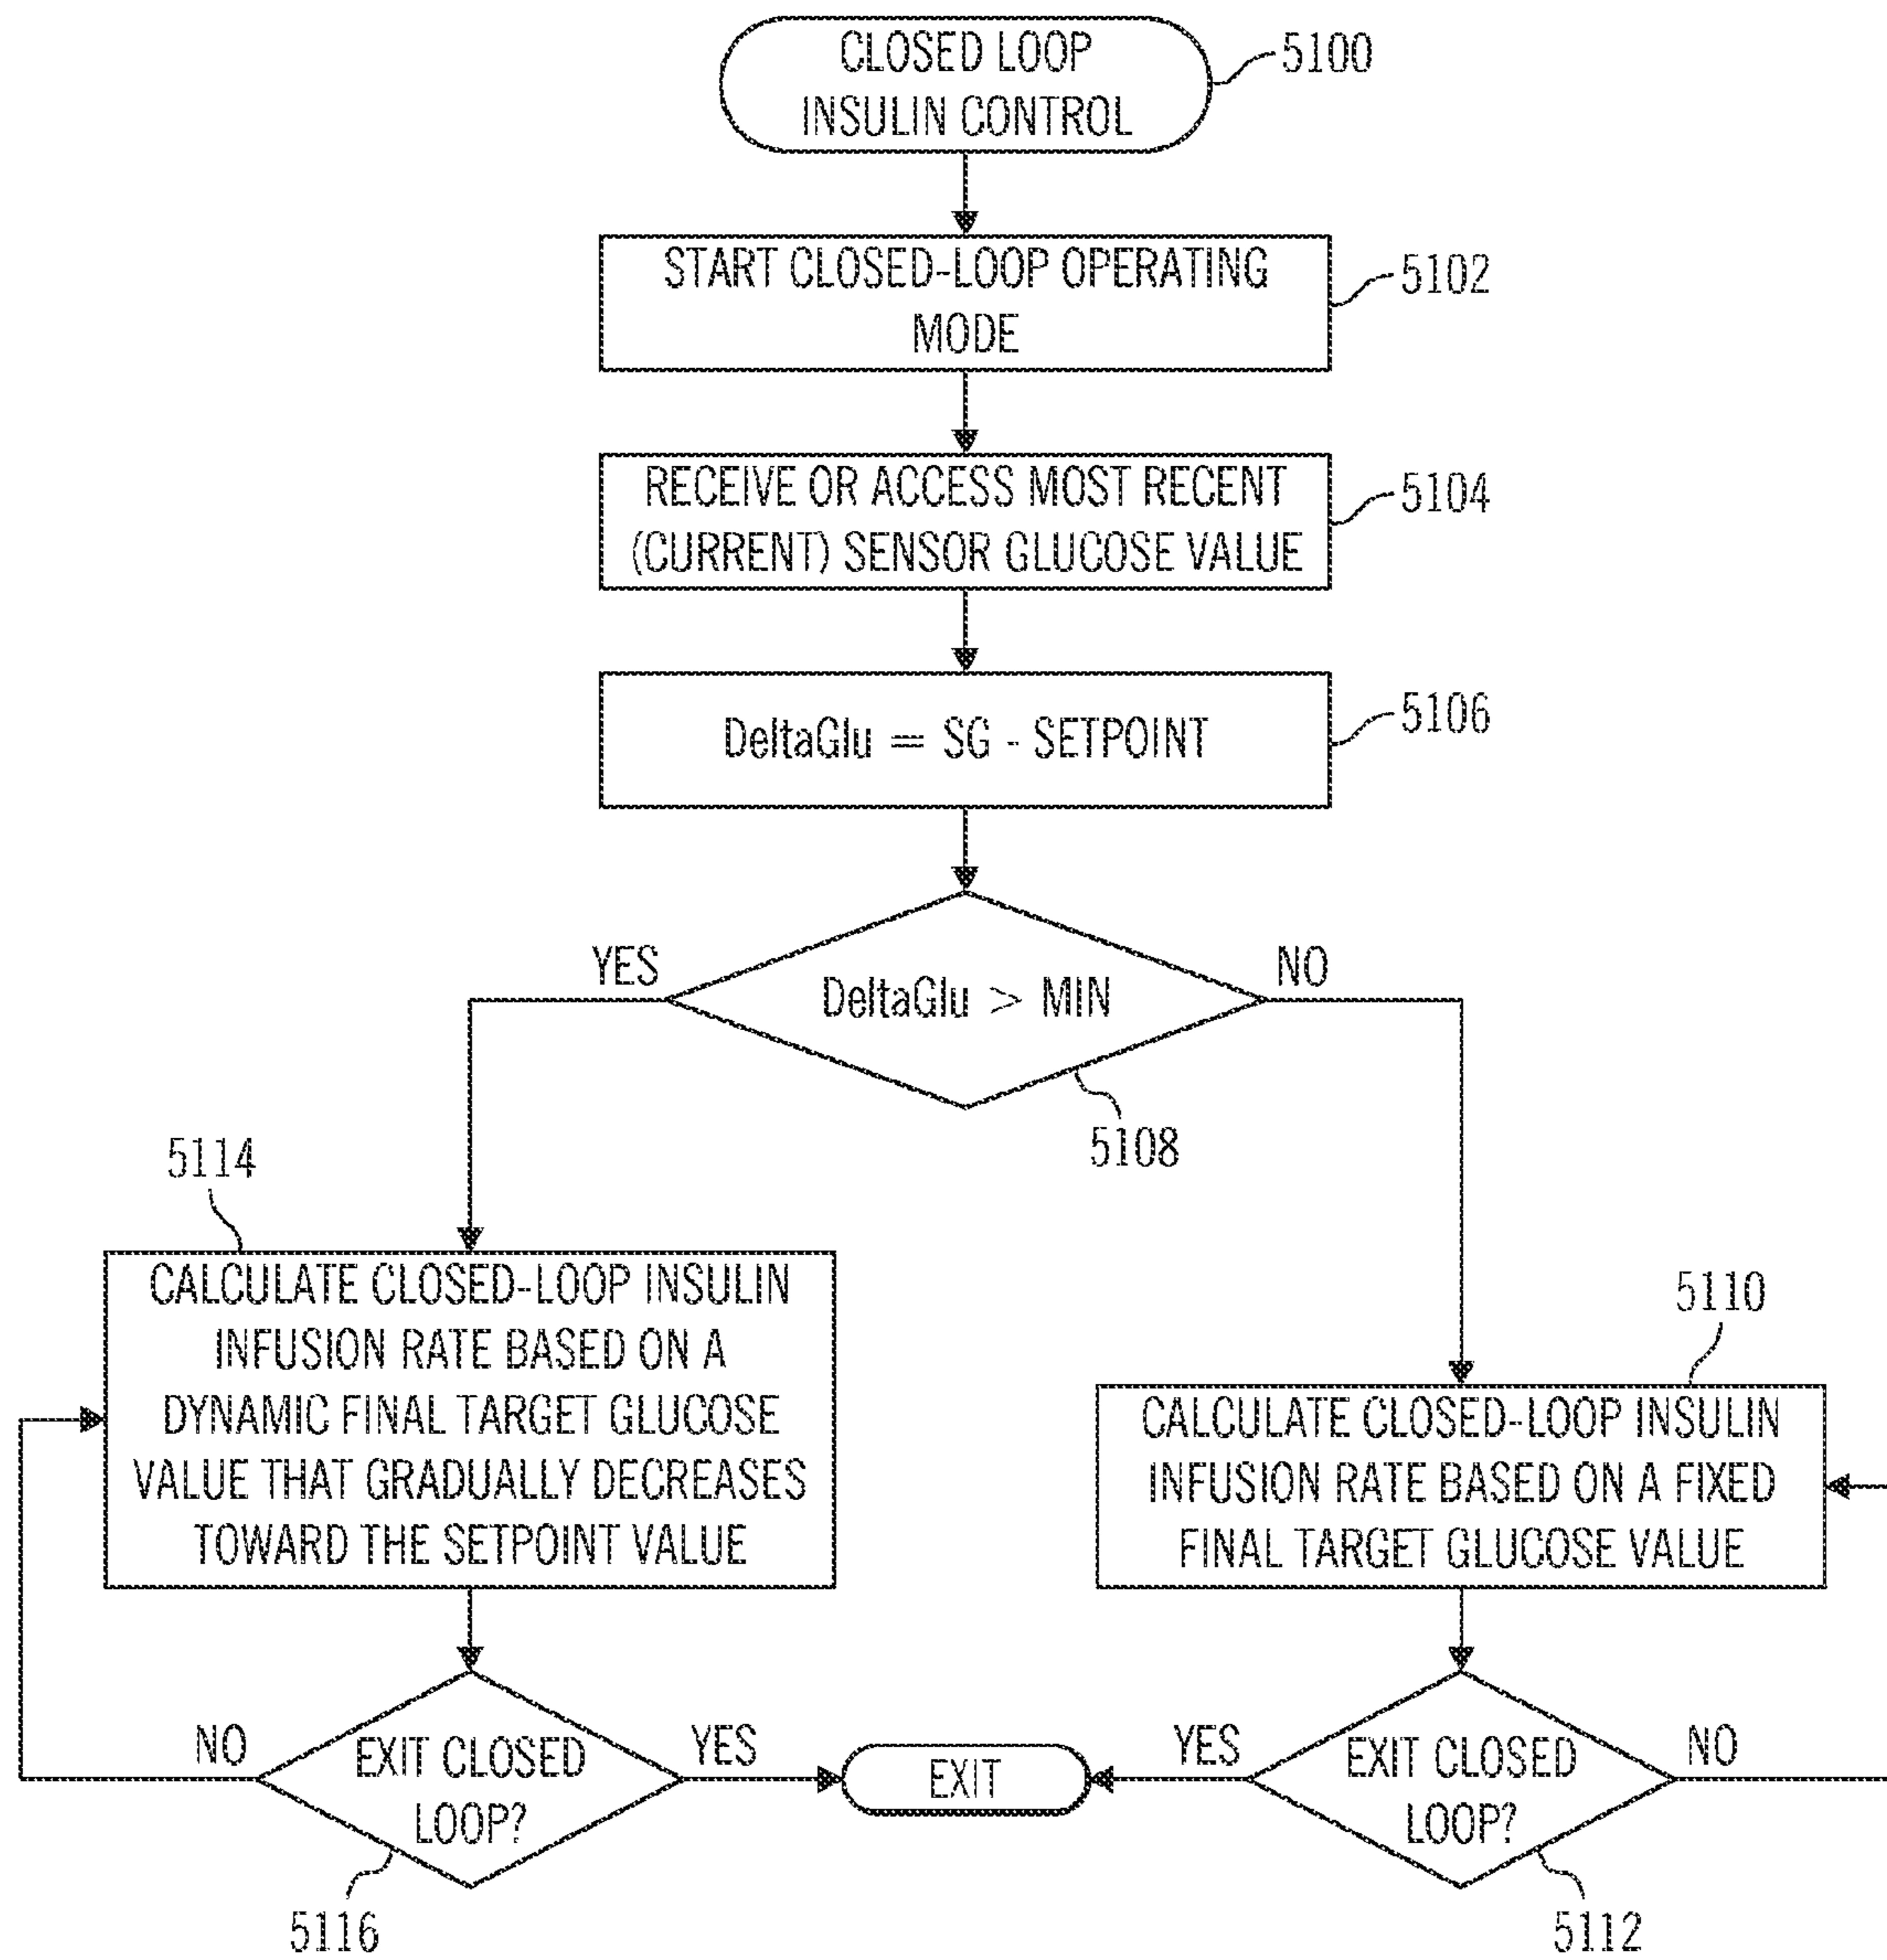 CLOSED LOOP
INSULIN CONTROL
5100
START CLOSED-LOOP OPERATING
MODE
5102
RECEIVE OR ACCESS MOST RECENT
(CURRENT) SENSOR GLUCOSE VALUE
5104
DeltaGlu = SG - SETPOINT
5106
YES
DeltaGlu > MIN
NO
5108
5114
CALCULATE CLOSED-LOOP INSULIN
INFUSION RATE BASED ON A
DYNAMIC FINAL TARGET GLUCOSE
VALUE THAT GRADUALLY DECREASES
TOWARD THE SETPOINT VALUE
5110
CALCULATE CLOSED-LOOP INSULIN
INFUSION RATE BASED ON A FIXED
FINAL TARGET GLUCOSE VALUE
NO
EXIT CLOSED
LOOP?
YES
5116
EXIT
YES
EXIT CLOSED
LOOP?
NO
5112